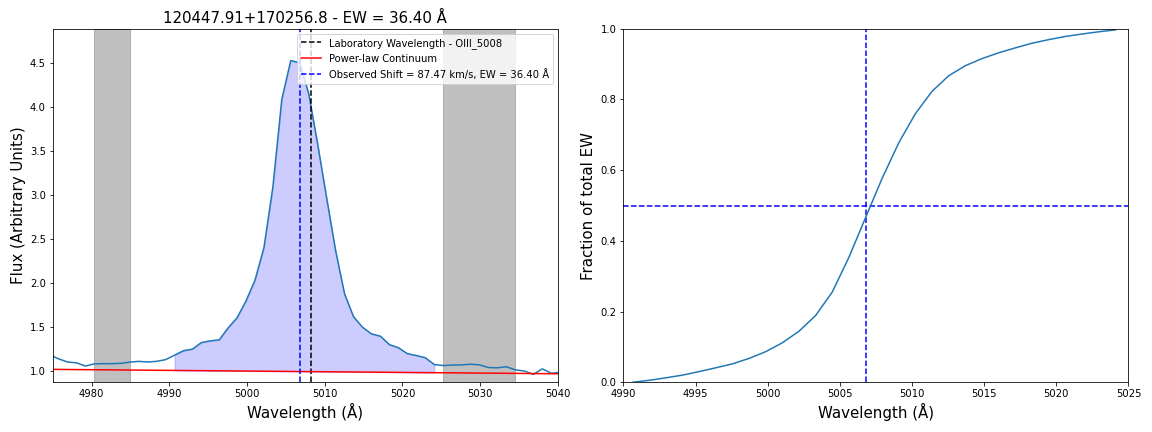 120447.91+170256.8 - EW = 36.40 Å
Laboratory Wavelength - OIII_5008
Power-law Continuum
Observed Shift = 87.47 km/s, EW = 36.40 Å
Flux (Arbitrary Units)
4.5
4.0
3.5
3.0
2.5
2.0
1.5
1.0
4980 4990 5000 5010 5020 5030 5040
Wavelength (Å)
Fraction of total EW
1.0
0.8
0.6
0.4
0.2
0.0
4990 4995 5000 5005 5010 5015 5020 5025
Wavelength (Å)